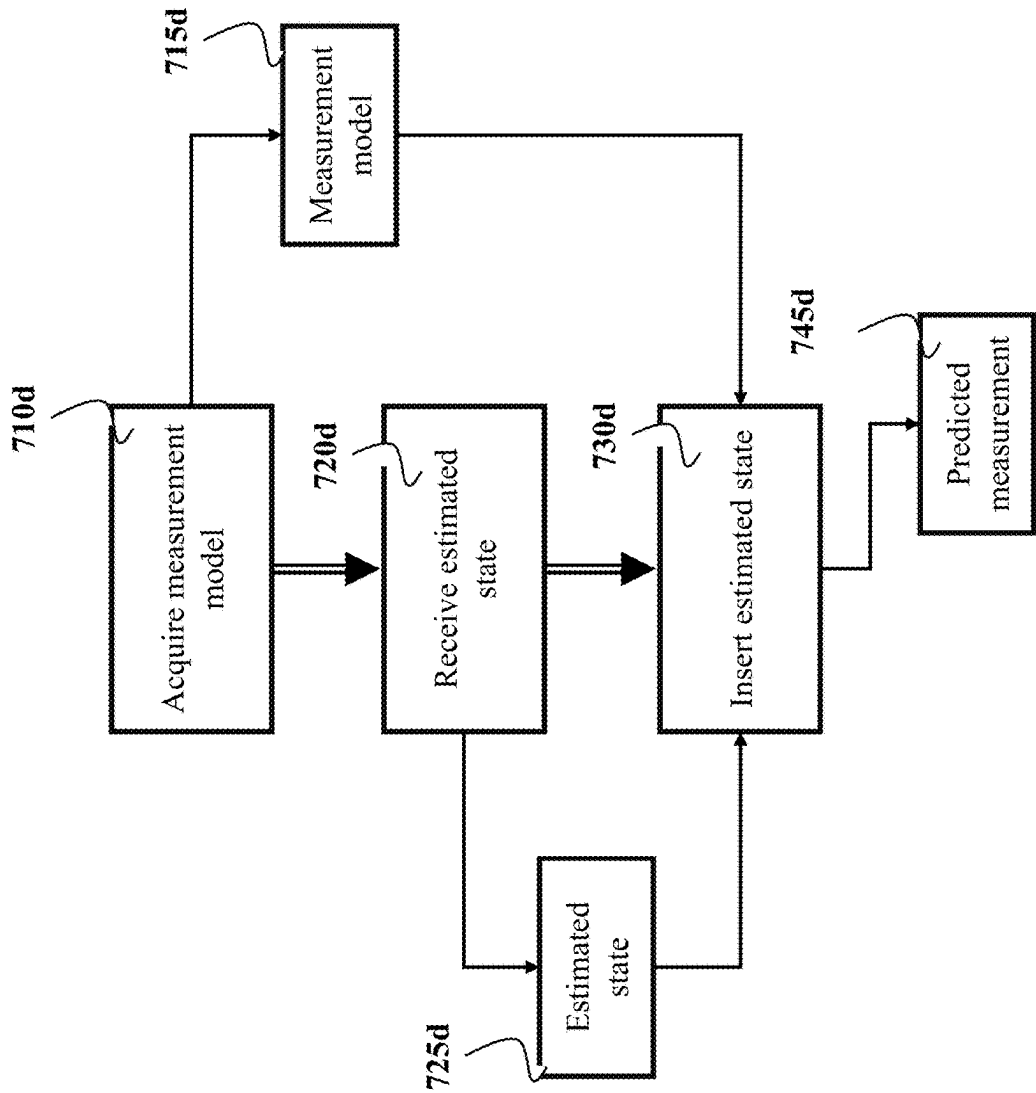 710d
Acquire measurement
model
715d
Measurement
model
720d
Receive estimated
state
725d
Estimated
state
730d
Insert estimated state
745d
Predicted
measurement